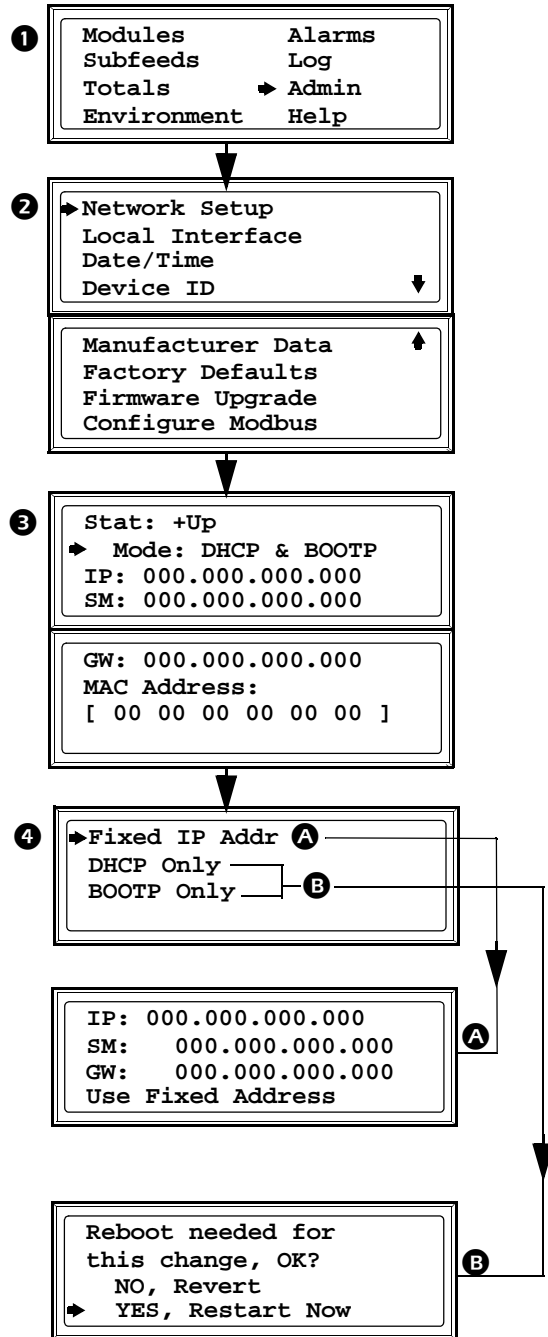 ❶
Modules Alarms
Subfeeds Log
Totals Admin
Environment Help
❷
Network Setup
Local Interface
Date/Time
Device ID
Manufacturer Data
Factory Defaults
Firmware Upgrade
Configure Modbus
❸
Stat: +Up
Mode: DHCP & BOOTP
IP: 000.000.000.000
SM: 000.000.000.000
GW: 000.000.000.000
MAC Address:
[ 00 00 00 00 00 00 ]
❹
Fixed IP Addr A
DHCP Only
BOOTP Only B
IP: 000.000.000.000
SM: 000.000.000.000
GW: 000.000.000.000
Use Fixed Address
A
Reboot needed for
this change, OK?
NO, Revert
YES, Restart Now
B